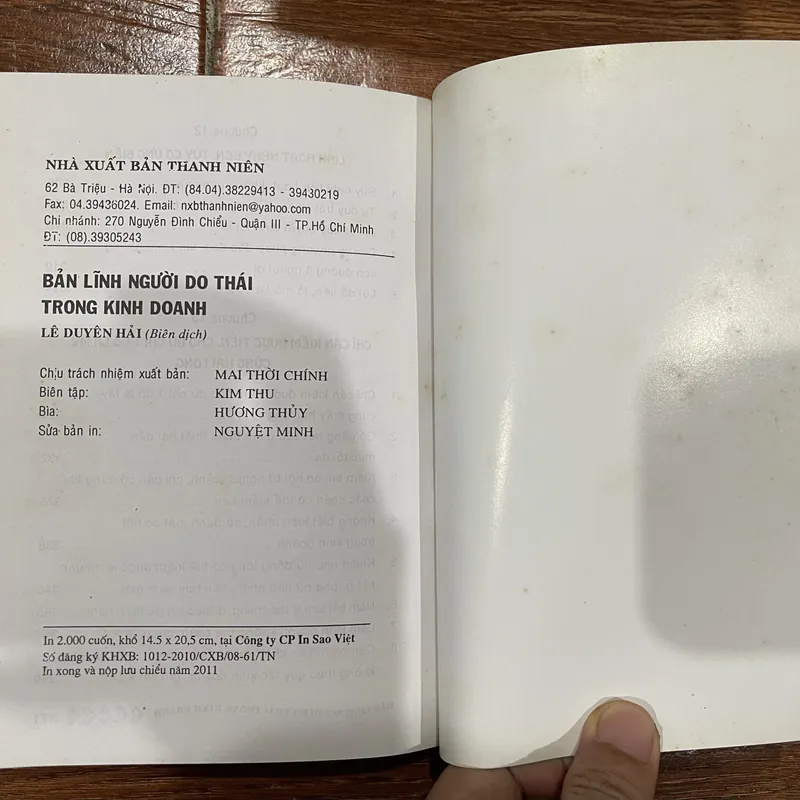 NHÀ XUẤT BẢN THANH NIÊN
62 Bà Triệu - Hà Nội. ĐT: (84.04).38229413 - 39430219
Fax: 04.39436024. Email: nxbthanhnien@yahoo.com
Chi nhánh: 270 Nguyễn Đình Chiểu - Quận III - TP.Hồ Chí Minh
ĐT: (08).39305243
BẢN LĨNH NGƯỜI DO THÁI
TRONG KINH DOANH
LÊ DUYÊN HẢI (Biên dịch)
Chịu trách nhiệm xuất bản: MAI THỜI CHÍNH
Biên tập: KIM THU
Bìa: HƯƠNG THỦY
Sửa bản in: NGUYỆT MINH
In 2.000 cuốn, khổ 14.5 x 20,5 cm, tại Công ty CP In Sao Việt
Số đăng ký KHXB: 1012-2010/CXB/08-61/TN
In xong và nộp lưu chiểu năm 2011